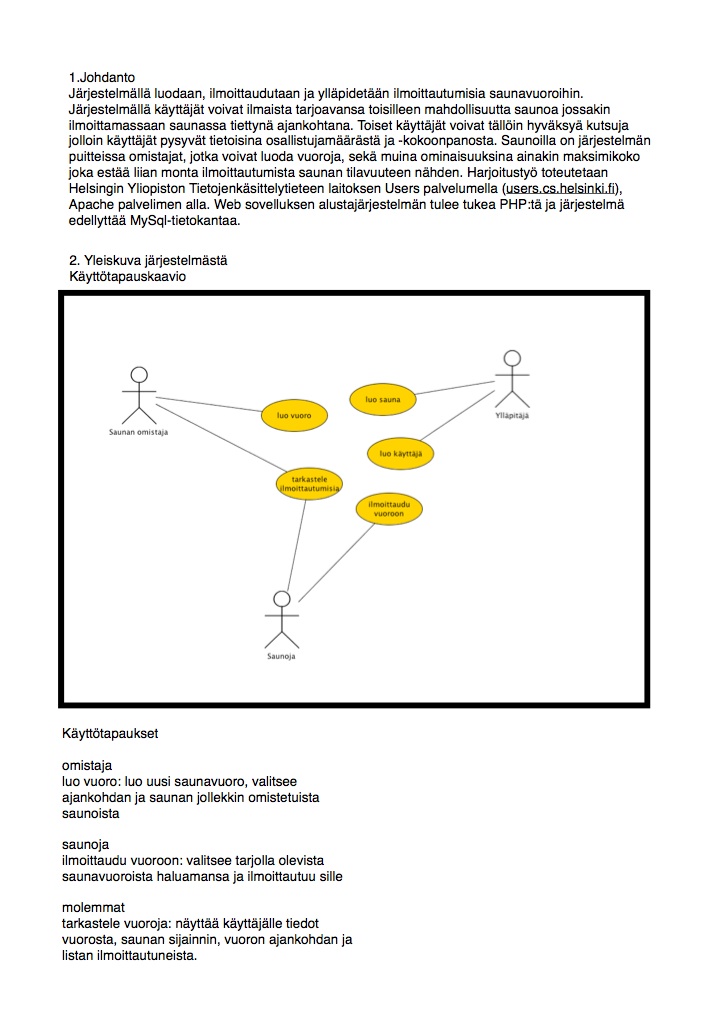 1.Johdanto
Järjestelmällä luodaan, ilmoittaudutaan ja ylläpidetään ilmoittautumisia saunavuoroihin.
Järjestelmällä käyttäjät voivat ilmaista tarjoavansa toisilleen mahdollisuutta saunoa jossakin
ilmoittamassaan saunassa tiettynä ajankohtana. Toiset käyttäjät voivat tällöin hyväksyä kutsuja
jolloin käyttäjät pysyvät tietoisina osallistujamäärästä ja -kokoonpanosta. Saunoilla on järjestelmän
puitteissa omistajat, jotka voivat luoda vuoroja, sekä muina ominaisuuksina ainakin maksimikoko
joka estää liian monta ilmoittautumista saunan tilavuuteen nähden. Harjoitustyö toteutetaan
Helsingin Yliopiston Tietojenkäsittelytieteen laitoksen Users palvelumella (users.cs.helsinki.fi),
Apache palvelimen alla. Web sovelluksen alustajärjestelmän tulee tukea PHP:tä ja järjestelmä
edellyttää MySql-tietokantaa.
2. Yleiskuva järjestelmästä
Käyttötapauskaavio
Saunan omistaja
luo vuoro
luo sauna
Ylläpitäjä
luo käyttäjä
tarkastele
ilmoittautumisia
ilmoittaudu
vuoroon
Saunoja
Käyttötapaukset
omistaja
luo vuoro: luo uusi saunavuoro, valitsee
ajankohdan ja saunan jollekkin omistetuista
saunoista
saunoja
ilmoittaudu vuoroon: valitsee tarjolla olevista
saunavuoroista haluamansa ja ilmoittautuu sille
molemmat
tarkastele vuoroja: näyttää käyttäjälle tiedot
vuorosta, saunan sijainnin, vuoron ajankohdan ja
listan ilmoittautuneista.